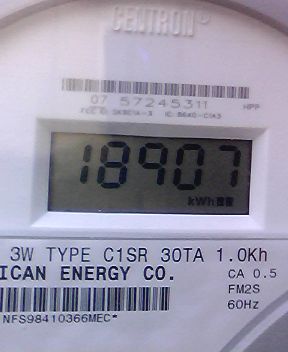 CENTRON®
07 57245311 HPP
18907
kWh
3W TYPE C1SR 30TA 1.0Kh
ICAN ENERGY CO. CA 0.5
FM2S
60Hz
NFS98410366MEC*